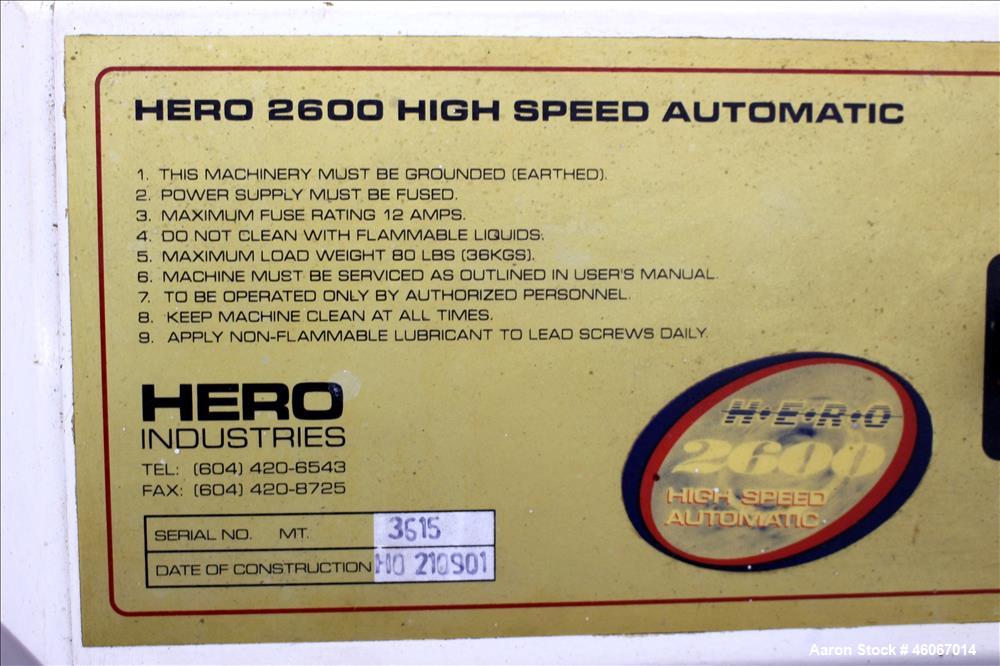 HERO 2600 HIGH SPEED AUTOMATIC
1. THIS MACHINERY MUST BE GROUNDED (EARTHED).
2. POWER SUPPLY MUST BE FUSED.
3. MAXIMUM FUSE RATING 12 AMPS.
4. DO NOT CLEAN WITH FLAMMABLE LIQUIDS.
5. MAXIMUM LOAD WEIGHT 80 LBS (36KGS).
6. MACHINE MUST BE SERVICED AS OUTLINED IN USER'S MANUAL.
7. TO BE OPERATED ONLY BY AUTHORIZED PERSONNEL.
8. KEEP MACHINE CLEAN AT ALL TIMES.
9. APPLY NON-FLAMMABLE LUBRICANT TO LEAD SCREWS DAILY.
HERO
INDUSTRIES
TEL: (604) 420-6543
FAX: (604) 420-8725
SERIAL NO. MT. 3615
DATE OF CONSTRUCTION HO 210901
H•E•R•O
2600
HIGH SPEED
AUTOMATIC
Aaron Stock # 46067014